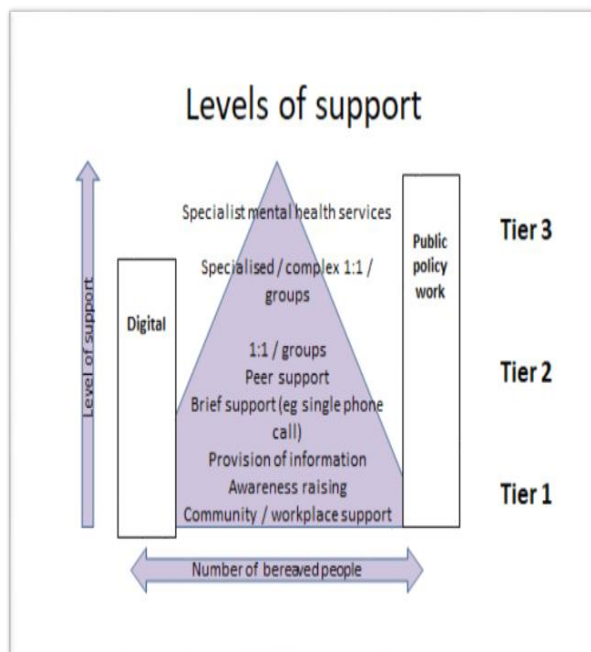 Levels of support
Specialist mental health services
Tier 3
Public
policy
work
Specialised / complex 1:1 /
groups
Digital
Level of support
1:1 / groups
Peer support
Tier 2
Brief support (eg single phone
call)
Provision of information
Awareness raising
Tier 1
Community / workplace support
Number of bereaved people